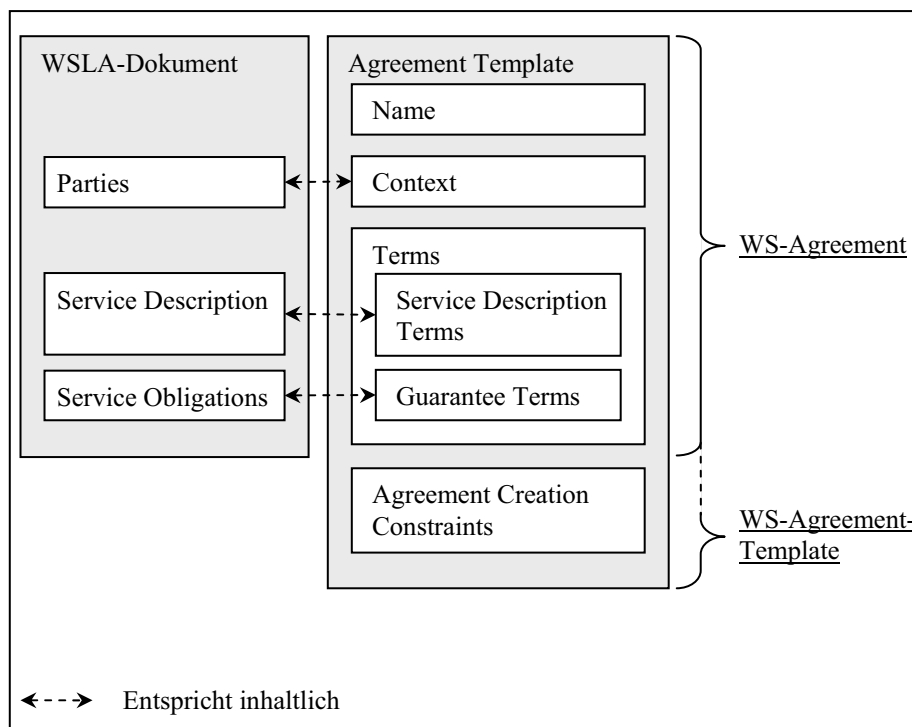 WSLA-Dokument
Parties
Service Description
Service Obligations
Agreement Template
Name
Context
Terms
Service Description
Terms
Guarantee Terms
Agreement Creation
Constraints
WS-Agreement
WS-Agreement-
Template
Entspricht inhaltlich